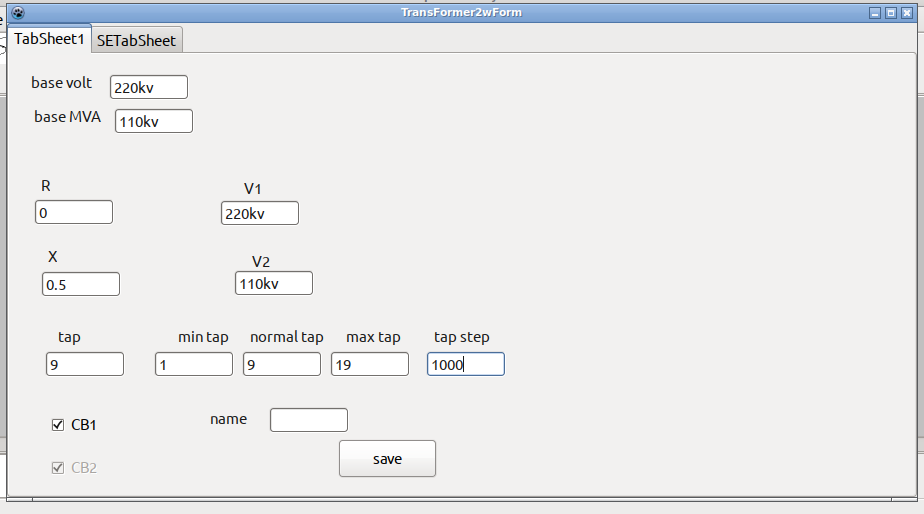 TransFormer2wForm
TabSheet1 SETabSheet
base volt 220kv
base MVA 110kv
R V1
0 220kv
X V2
0.5 110kv
tap min tap normal tap max tap tap step
9 1 9 19 1000
CB1 name
save
CB2